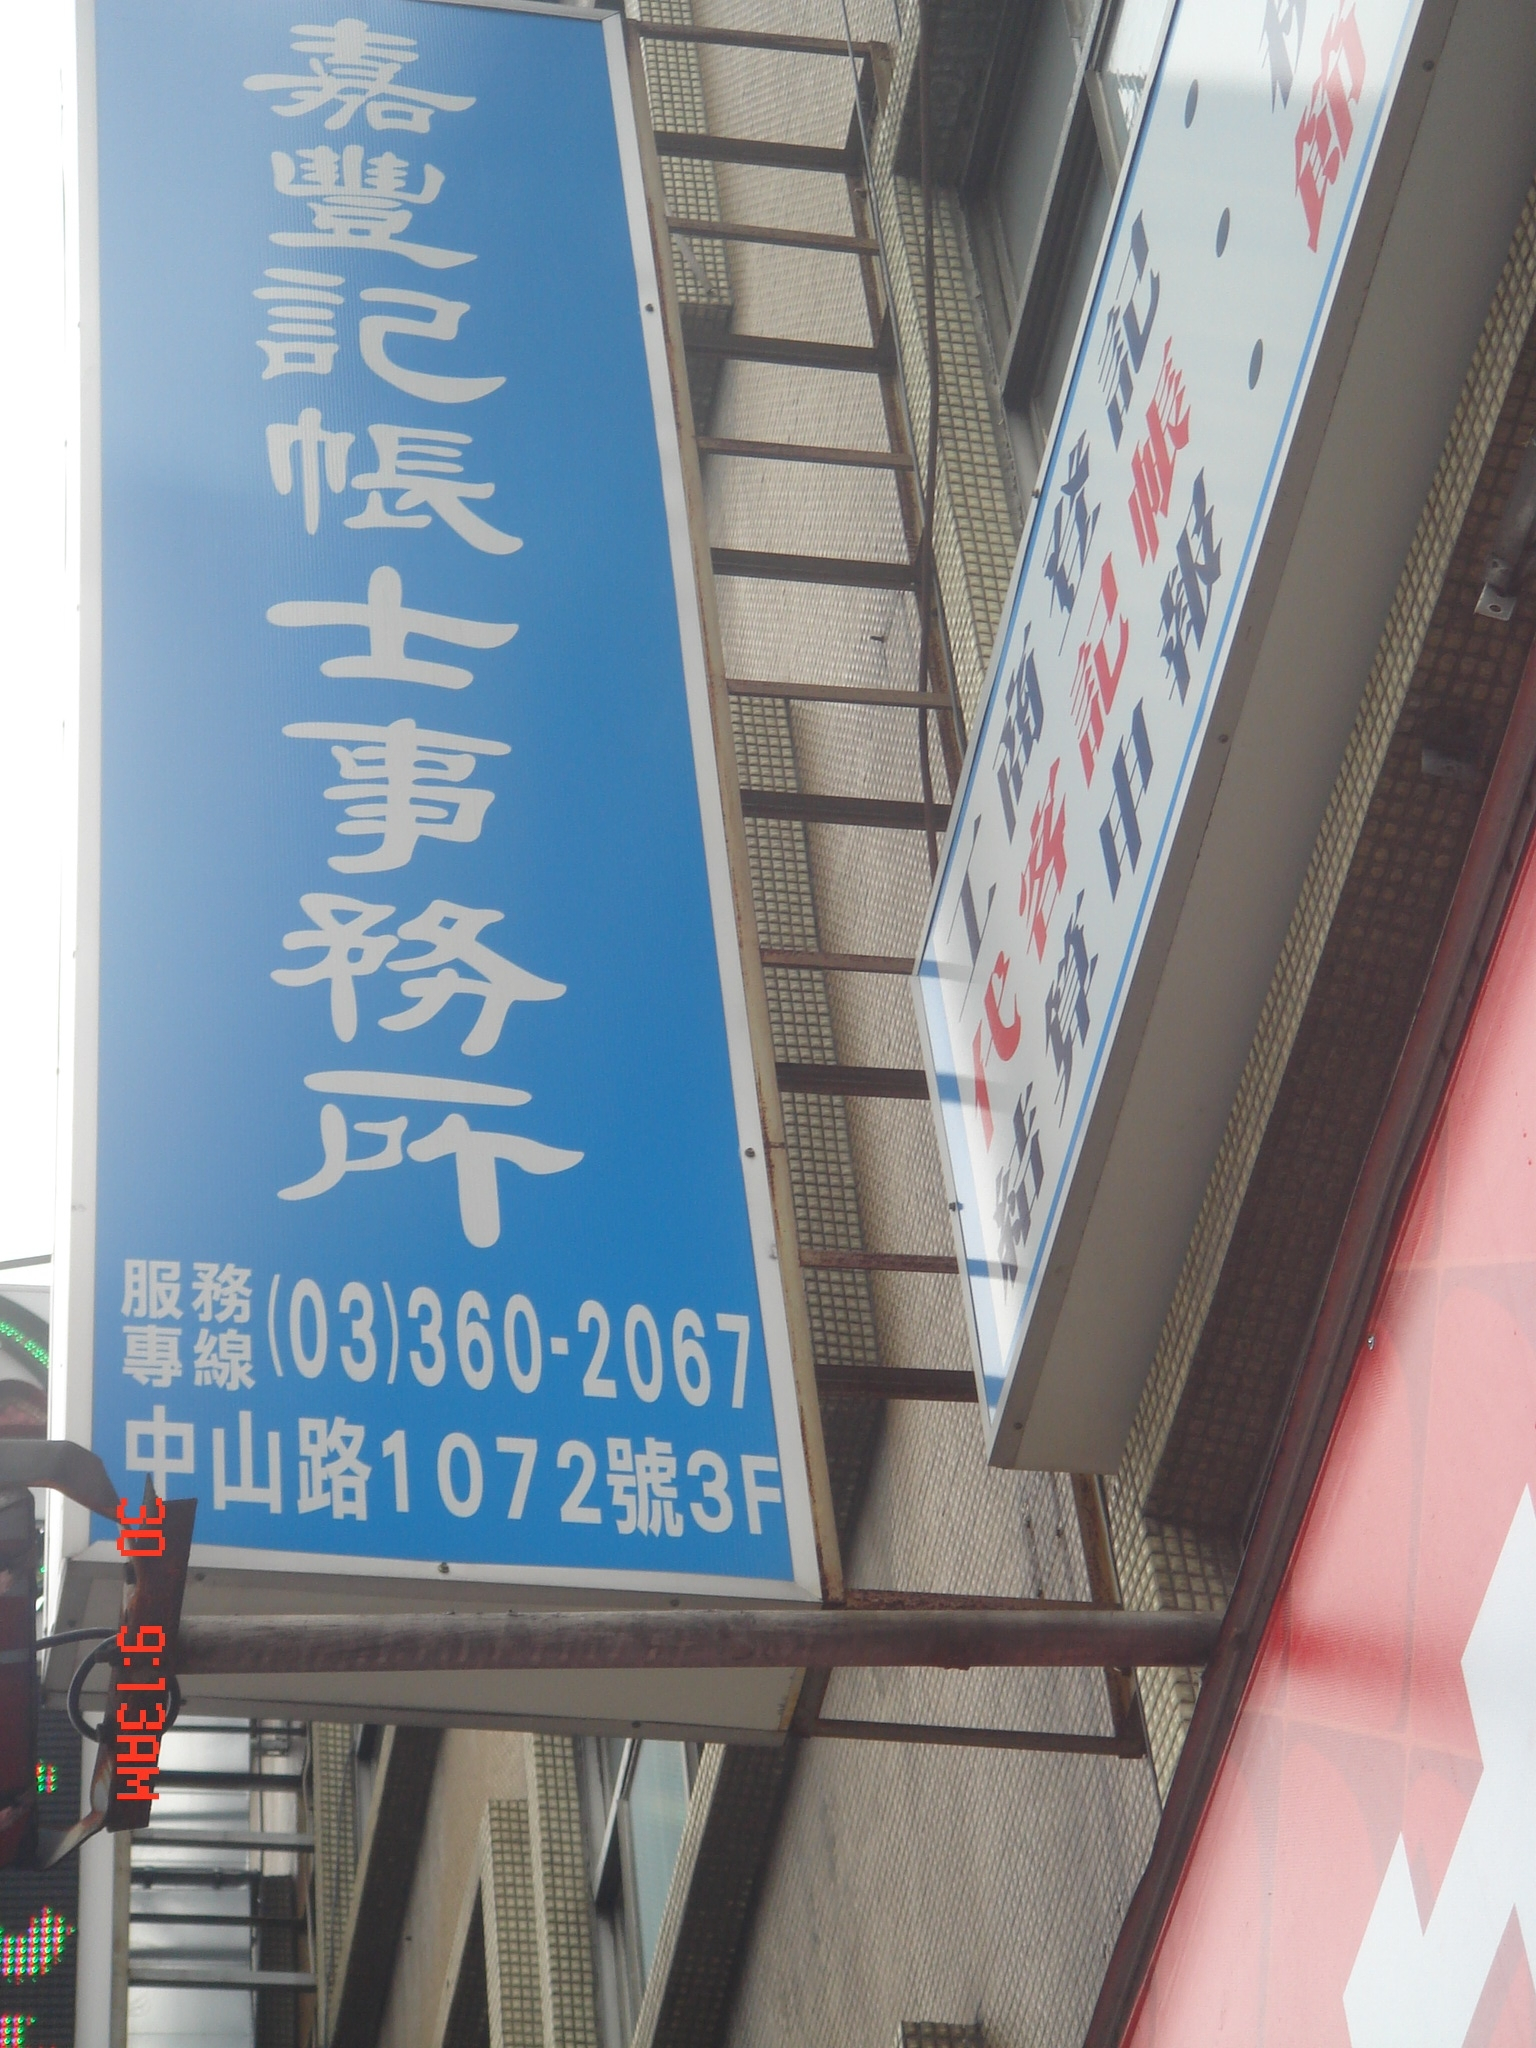 嘉豐記帳士事務所
服務
專線
(03)360-2067
中山路1072號3F
工商登記
代客記帳
結算申報
節
30 9:13AM